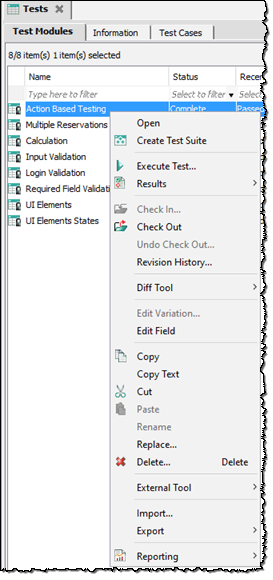 Tests
Test Modules Information Test Cases
8/8 item(s) 1 item(s) selected
Name Status Recen
Type here to filter Select to filter Selec
Action Based Testing Complete Passe
Multiple Reservations
Calculation
Input Validation
Login Validation
Required Field Validati
UI Elements
UI Elements States
Open
Create Test Suite
Execute Test...
Results
Check In...
Check Out
Undo Check Out...
Revision History...
Diff Tool
Edit Variation...
Edit Field
Copy
Copy Text
Cut
Paste
Rename
Replace...
Delete... Delete
External Tool
Import...
Export
Reporting